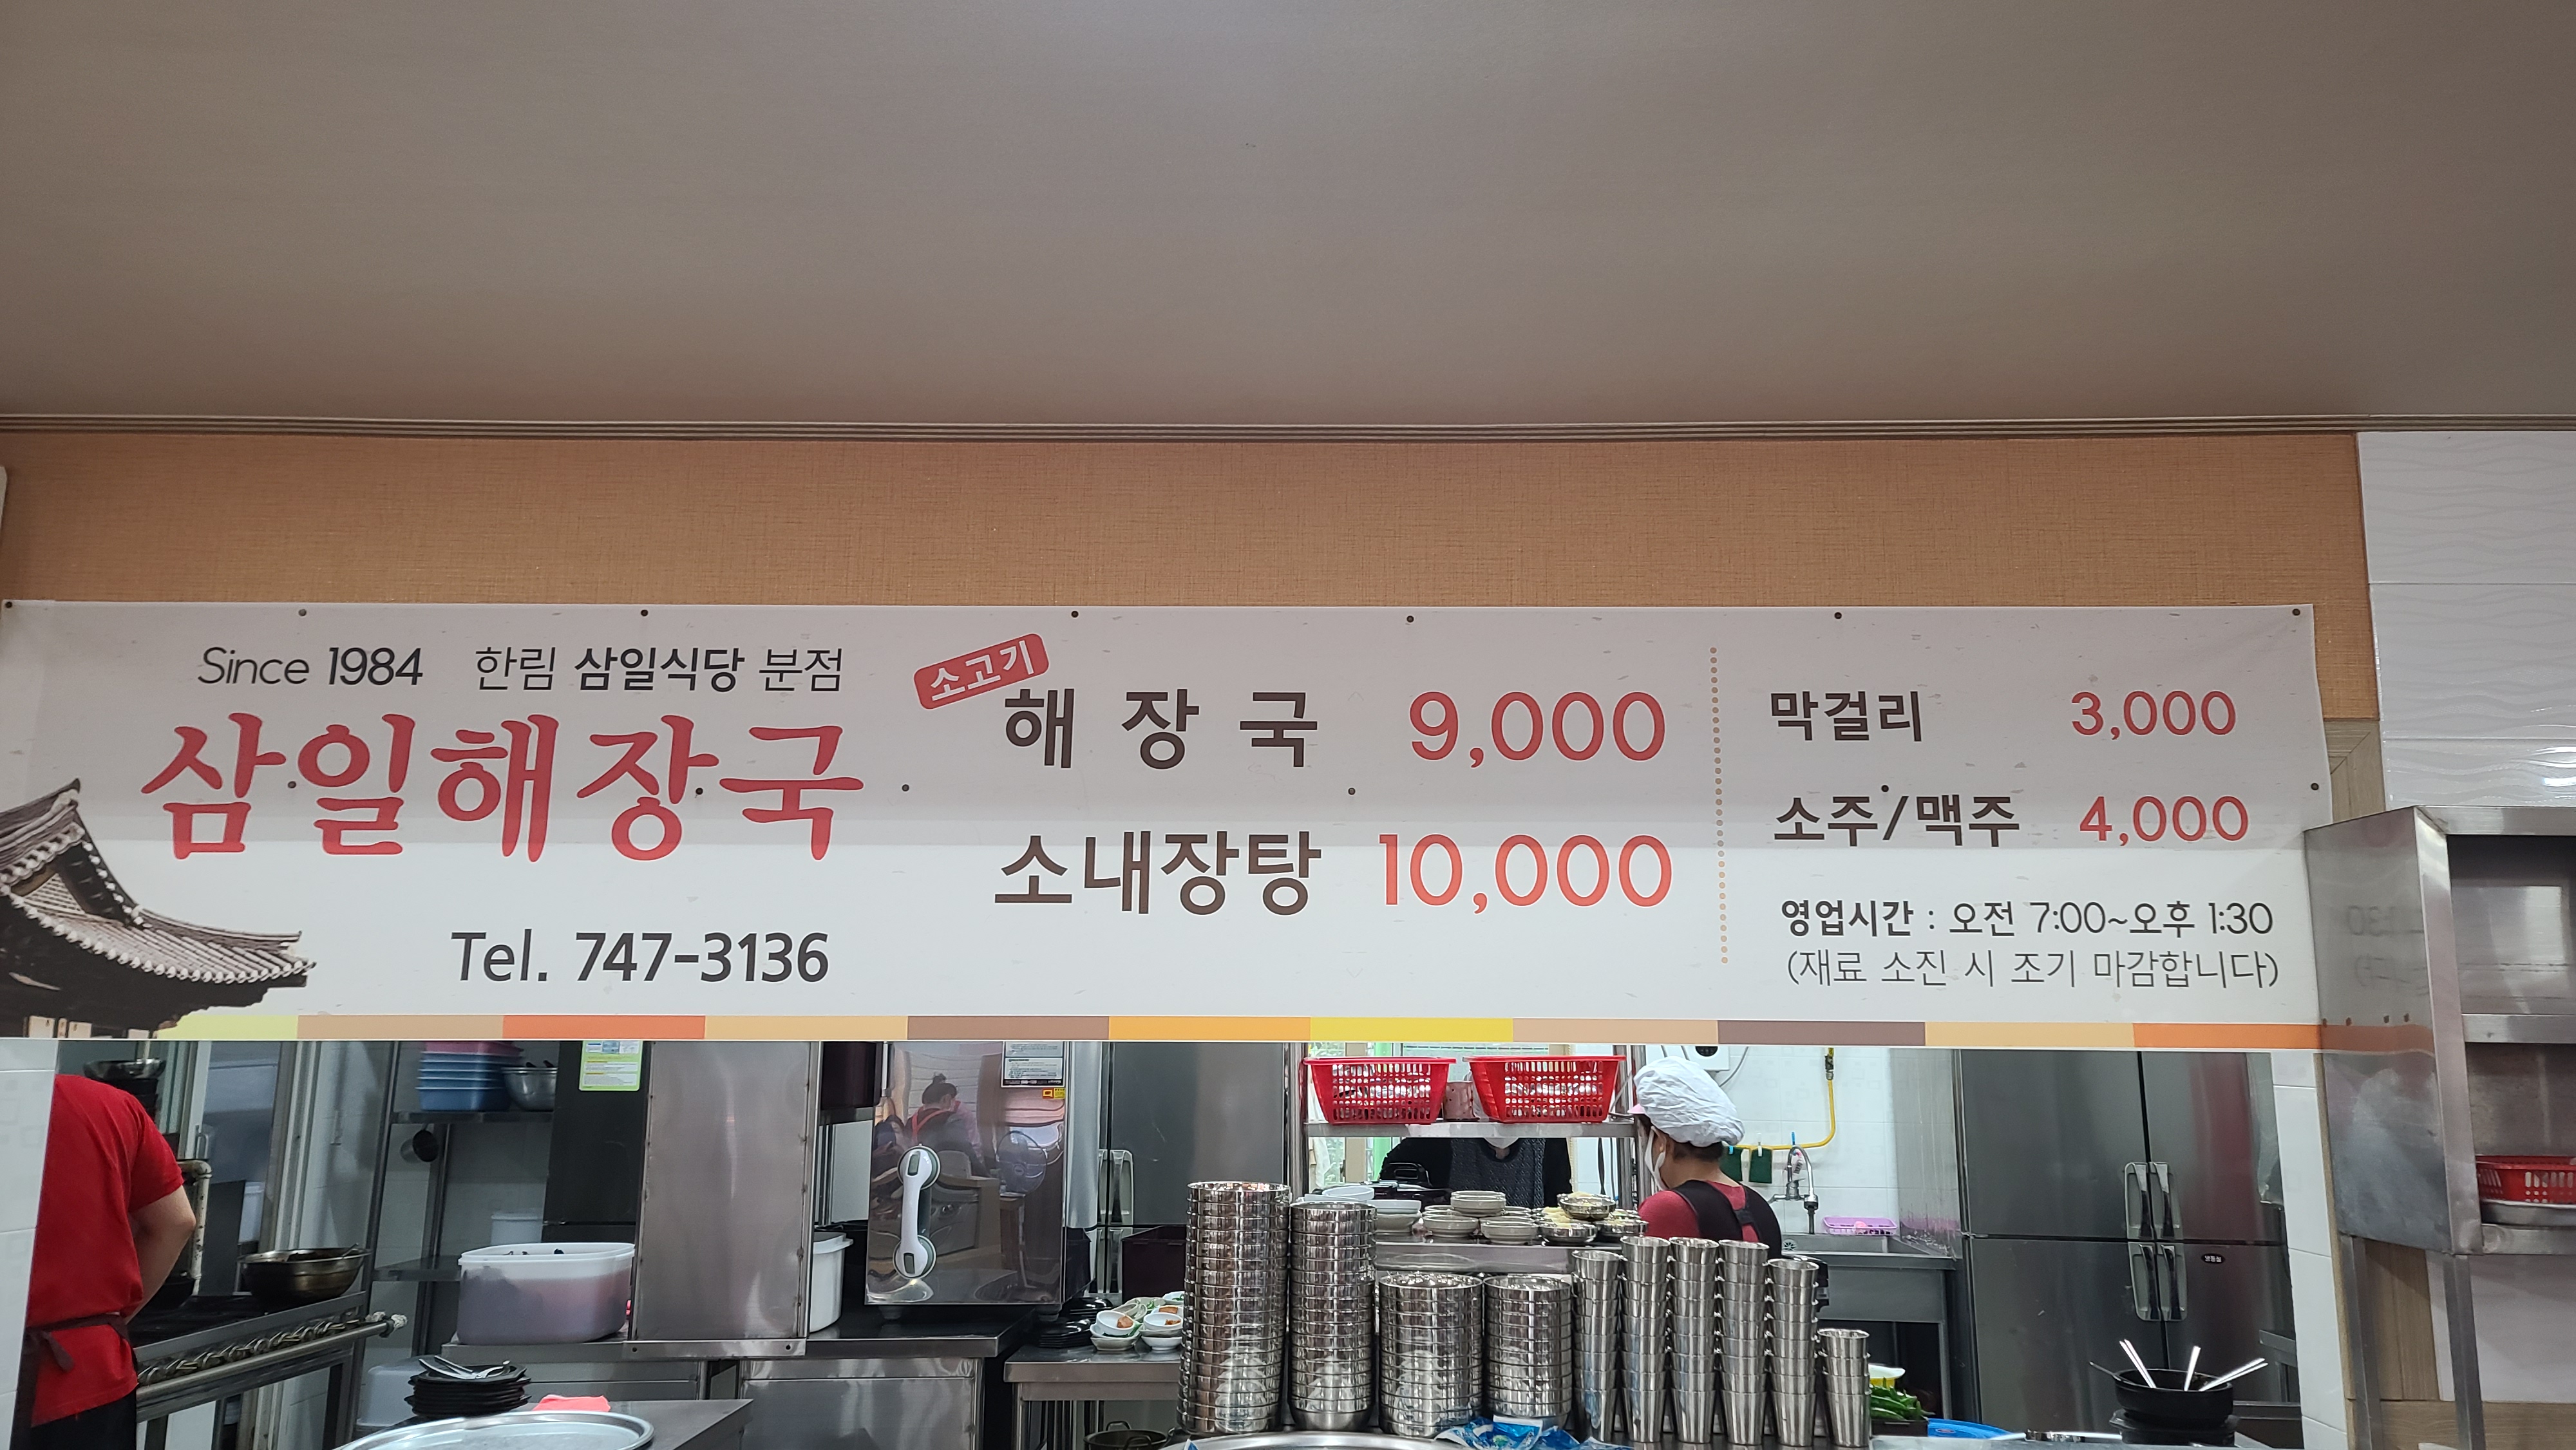 Since 1984 한림 삼일식당 분점
삼일해장국
Tel. 747-3136
소고기
해장국 9,000
소내장탕 10,000
막걸리 3,000
소주/맥주 4,000
영업시간 : 오전 7:00~오후 1:30
(재료 소진 시 조기 마감합니다)